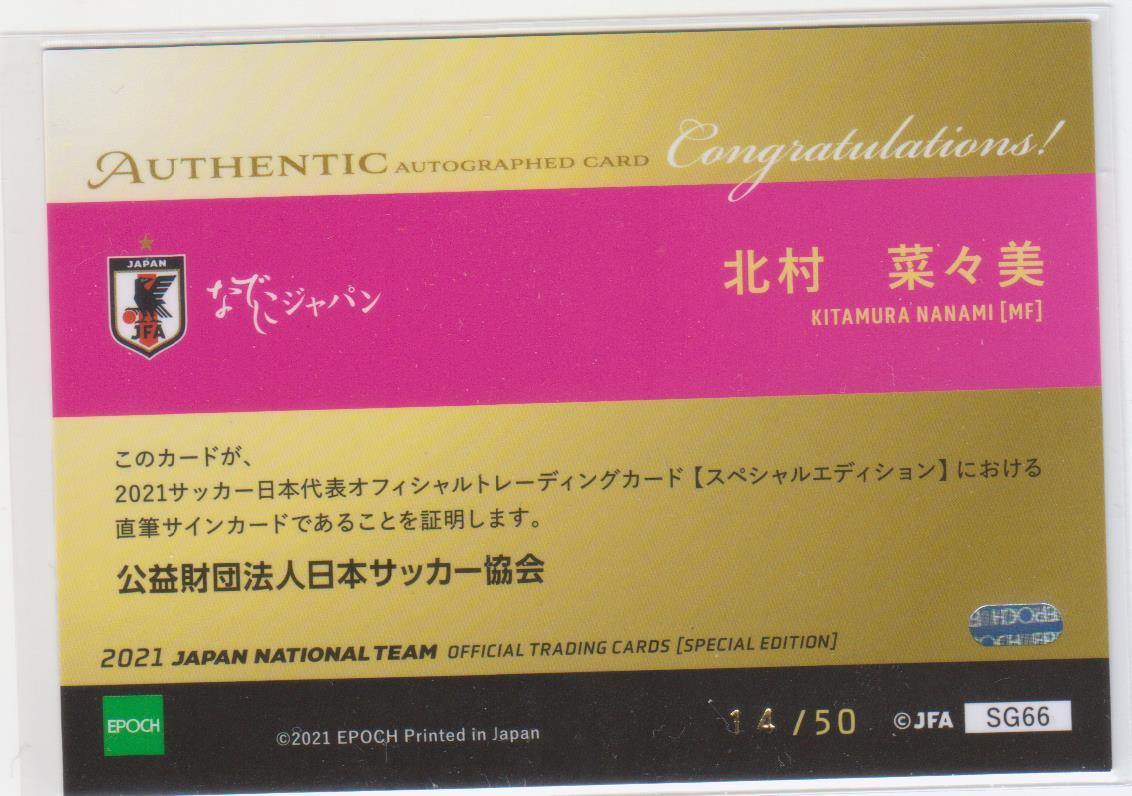 AUTHENTIC AUTOGRAPHED CARD Congratulations!
JAPAN
JFA
なでしこジャパン
北村 菜々美
KITAMURA NANAMI [MF]
このカードが、
2021サッカー日本代表オフィシャルトレーディングカード【スペシャルエディション】における
直筆サインカードであることを証明します。
公益財団法人日本サッカー協会
2021 JAPAN NATIONAL TEAM OFFICIAL TRADING CARDS [SPECIAL EDITION]
EPOCH
©2021 EPOCH Printed in Japan
14/50
©JFA
SG66